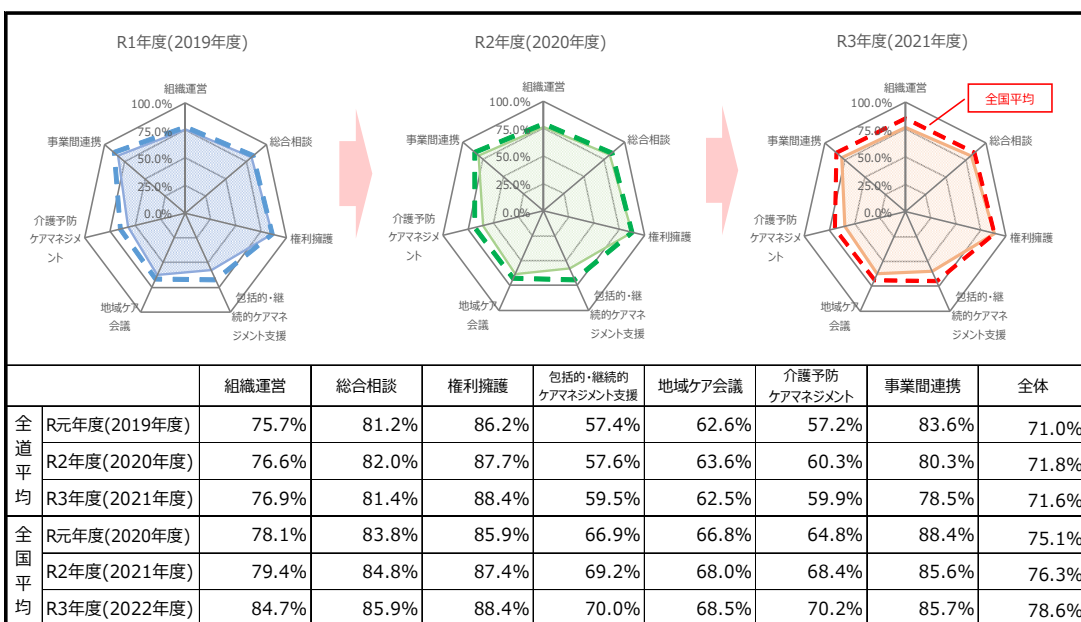 R1年度(2019年度)
R2年度(2020年度)
R3年度(2021年度)
組織運営
100.0%
75.0%
50.0%
25.0%
0.0%
総合相談
権利擁護
包括的・継
続的ケアマネ
ジメント支援
地域ケア
会議
介護予防
ケアマネジメ
ント
事業間連携
組織運営
100.0%
75.0%
50.0%
25.0%
0.0%
総合相談
権利擁護
包括的・継
続的ケアマネ
ジメント支援
地域ケア
会議
介護予防
ケアマネジメ
ント
事業間連携
全国平均
組織運営
100.0%
75.0%
50.0%
25.0%
0.0%
総合相談
権利擁護
包括的・継
続的ケアマネ
ジメント支援
地域ケア
会議
介護予防
ケアマネジメ
ント
事業間連携
組織運営 総合相談 権利擁護 包括的・継続的ケアマネジメント支援 地域ケア会議 介護予防ケアマネジメント 事業間連携 全体
全道平均
R元年度(2019年度) 75.7% 81.2% 86.2% 57.4% 62.6% 57.2% 83.6% 71.0%
R2年度(2020年度) 76.6% 82.0% 87.7% 57.6% 63.6% 60.3% 80.3% 71.8%
R3年度(2021年度) 76.9% 81.4% 88.4% 59.5% 62.5% 59.9% 78.5% 71.6%
全国平均
R元年度(2020年度) 78.1% 83.8% 85.9% 66.9% 66.8% 64.8% 88.4% 75.1%
R2年度(2021年度) 79.4% 84.8% 87.4% 69.2% 68.0% 68.4% 85.6% 76.3%
R3年度(2022年度) 84.7% 85.9% 88.4% 70.0% 68.5% 70.2% 85.7% 78.6%